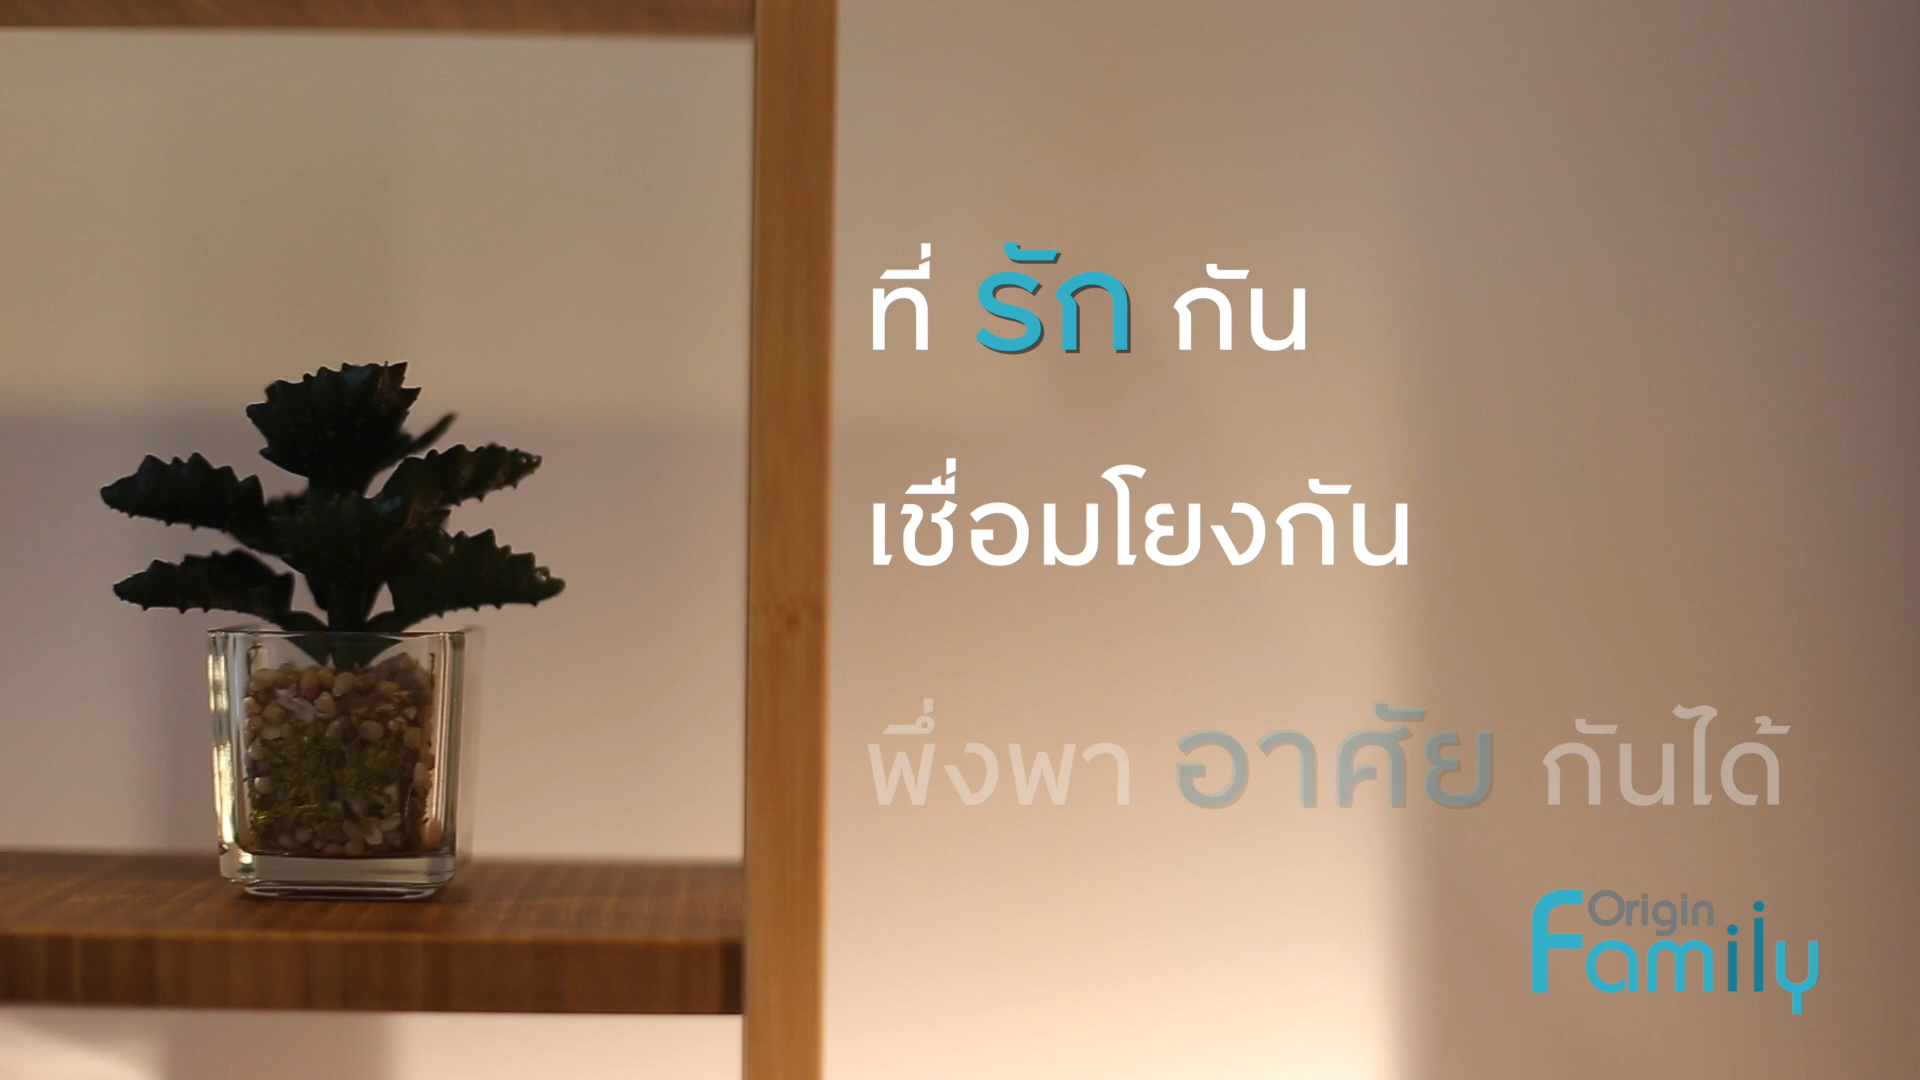 ที่ รัก กัน
เชื่อมโยงกัน
พึ่งพา อาศัย กันได้
Origin
Family